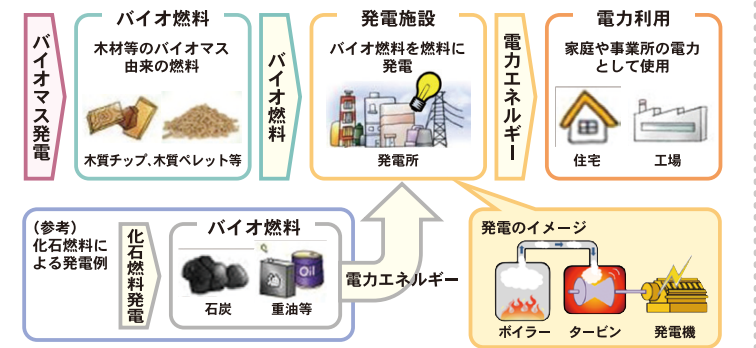 バイオマス発電
バイオ燃料
木材等のバイオマス
由来の燃料
木質チップ、木質ペレット等
バイオ燃料
発電施設
バイオ燃料を燃料に
発電
発電所
電力エネルギー
電力利用
家庭や事業所の電力
として使用
住宅
工場
(参考)
化石燃料に
よる発電例
化石燃料発電
バイオ燃料
石炭
Oil
重油等
電力エネルギー
発電のイメージ
ボイラー
タービン
発電機